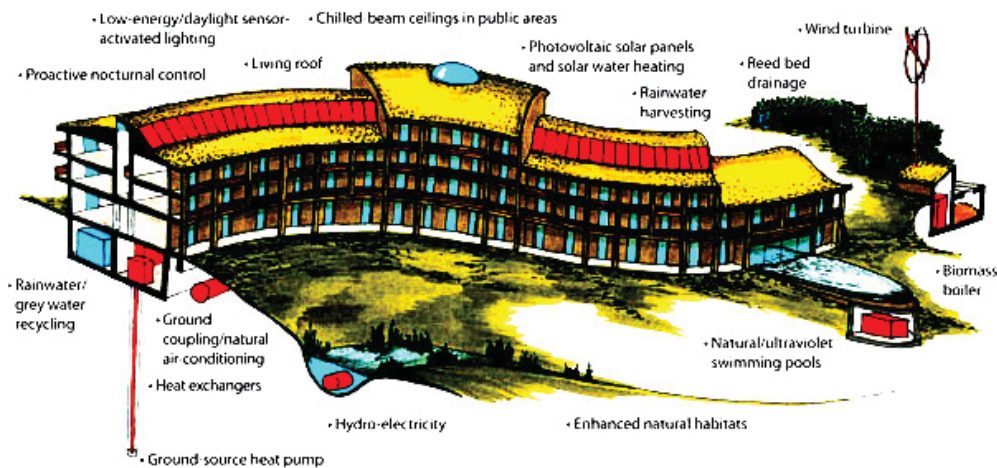 • Low-energy/daylight sensor-
activated lighting
• Chilled beam ceilings in public areas
• Proactive nocturnal control
• Living roof
• Photovoltaic solar panels
and solar water heating
• Rainwater
harvesting
• Reed bed
drainage
• Wind turbine
• Rainwater/
grey water
recycling
• Ground
coupling/natural
air-conditioning
• Heat exchangers
• Ground-source heat pump
• Hydro-electricity
• Enhanced natural habitats
• Natural/ultraviolet
swimming pools
• Biomass
boiler